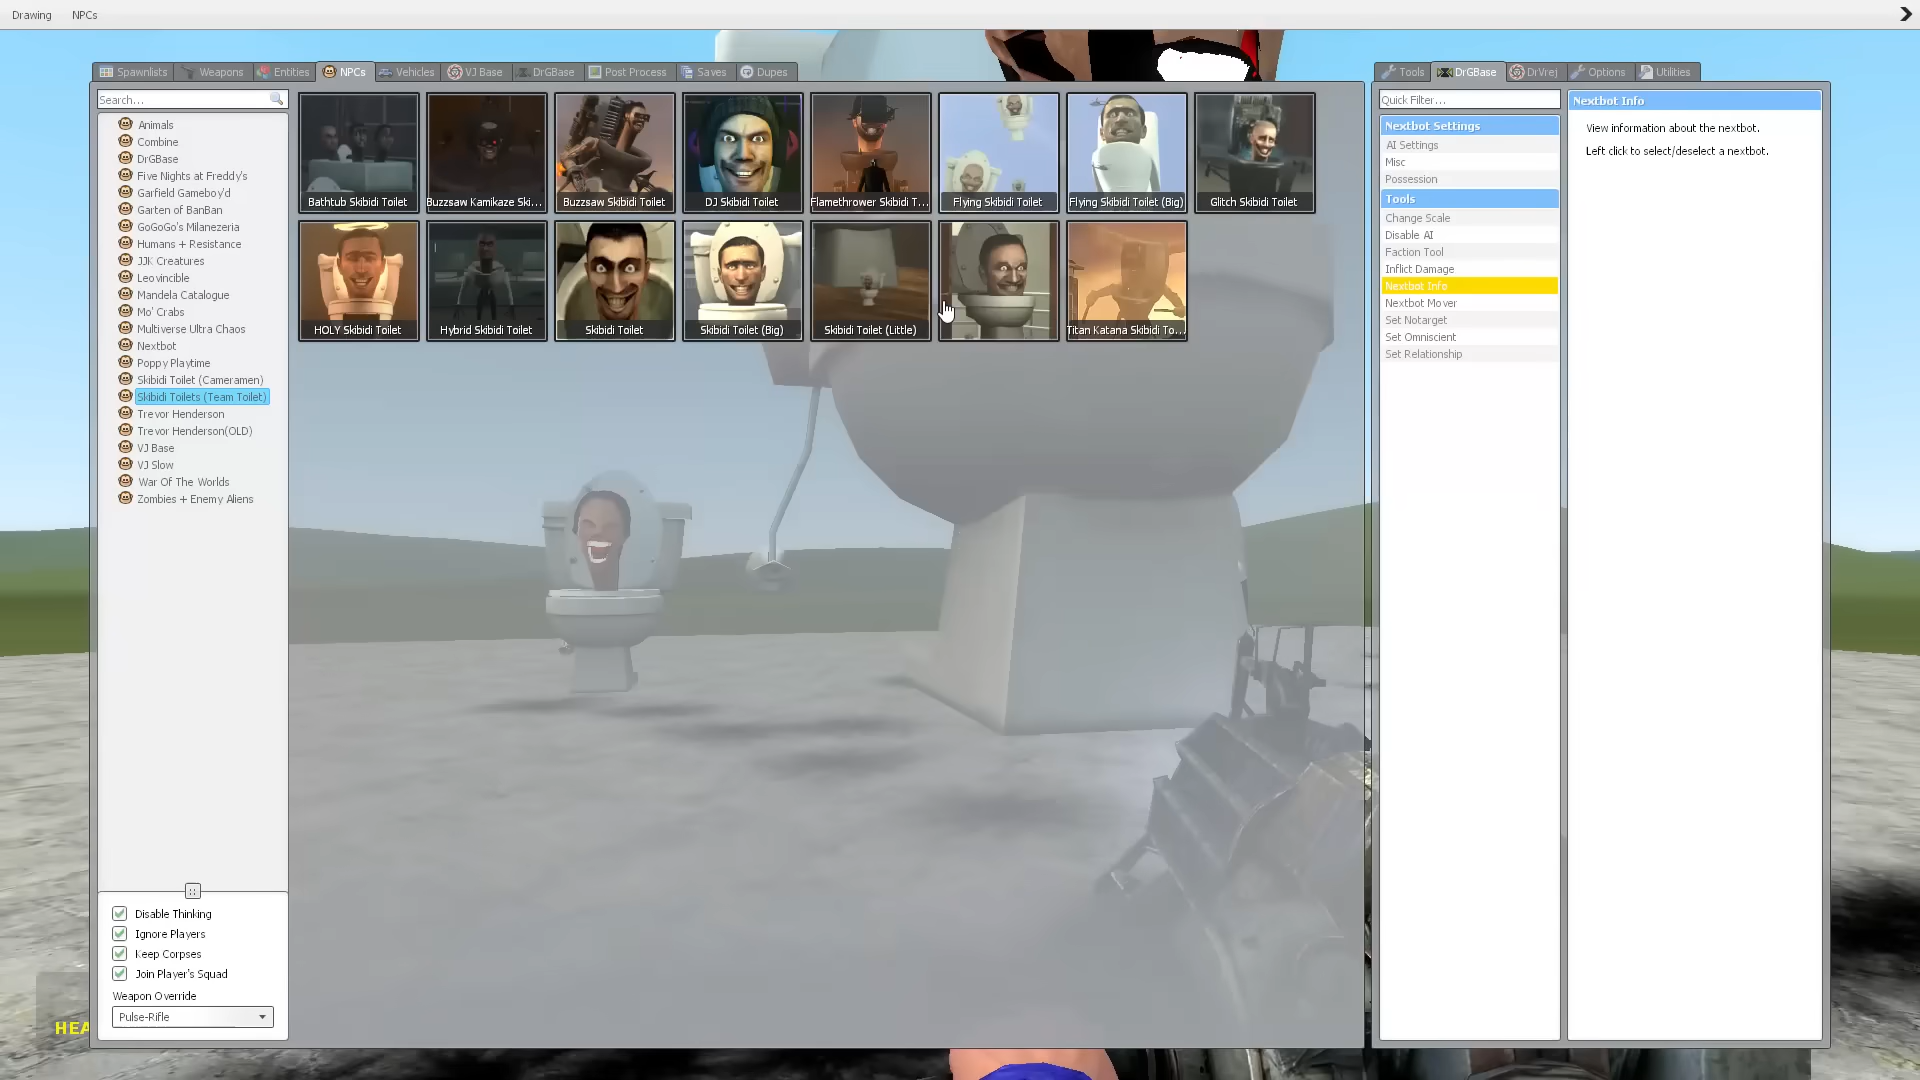 Drawing NPCs
Spawnlists Weapons Entities NPCs Vehicles VJ Base DrGBase Post Process Saves Dupes
Tools DrGBase DrVrej Options Utilities
Search...
Animals
Combine
DrGBase
Five Nights at Freddy's
Garfield Gameboy'd
Garten of BanBan
GoGoGo's Milanezeria
Humans + Resistance
JJK Creatures
Leovincible
Mandela Catalogue
Mo' Crabs
Multiverse Ultra Chaos
Nextbot
Poppy Playtime
Skibidi Toilet (Cameramen)
Skibidi Toilets (Team Toilet)
Trevor Henderson
Trevor Henderson(OLD)
VJ Base
VJ Slow
War Of The Worlds
Zombies + Enemy Aliens
Disable Thinking
Ignore Players
Keep Corpses
Join Player's Squad
Weapon Override
Pulse-Rifle
HEA
Bathtub Skibidi Toilet
Buzzsaw Kamikaze Ski...
Buzzsaw Skibidi Toilet
DJ Skibidi Toilet
Flamethrower Skibidi T...
Flying Skibidi Toilet
Flying Skibidi Toilet (Big)
Glitch Skibidi Toilet
HOLY Skibidi Toilet
Hybrid Skibidi Toilet
Skibidi Toilet
Skibidi Toilet (Big)
Skibidi Toilet (Little)
Titan Katana Skibidi To...
Quick Filter...
Nextbot Settings
AI Settings
Misc
Possession
Tools
Change Scale
Disable AI
Faction Tool
Inflict Damage
Nextbot Info
Nextbot Mover
Set Notarget
Set Omniscient
Set Relationship
Nextbot Info
View information about the nextbot.
Left click to select/deselect a nextbot.